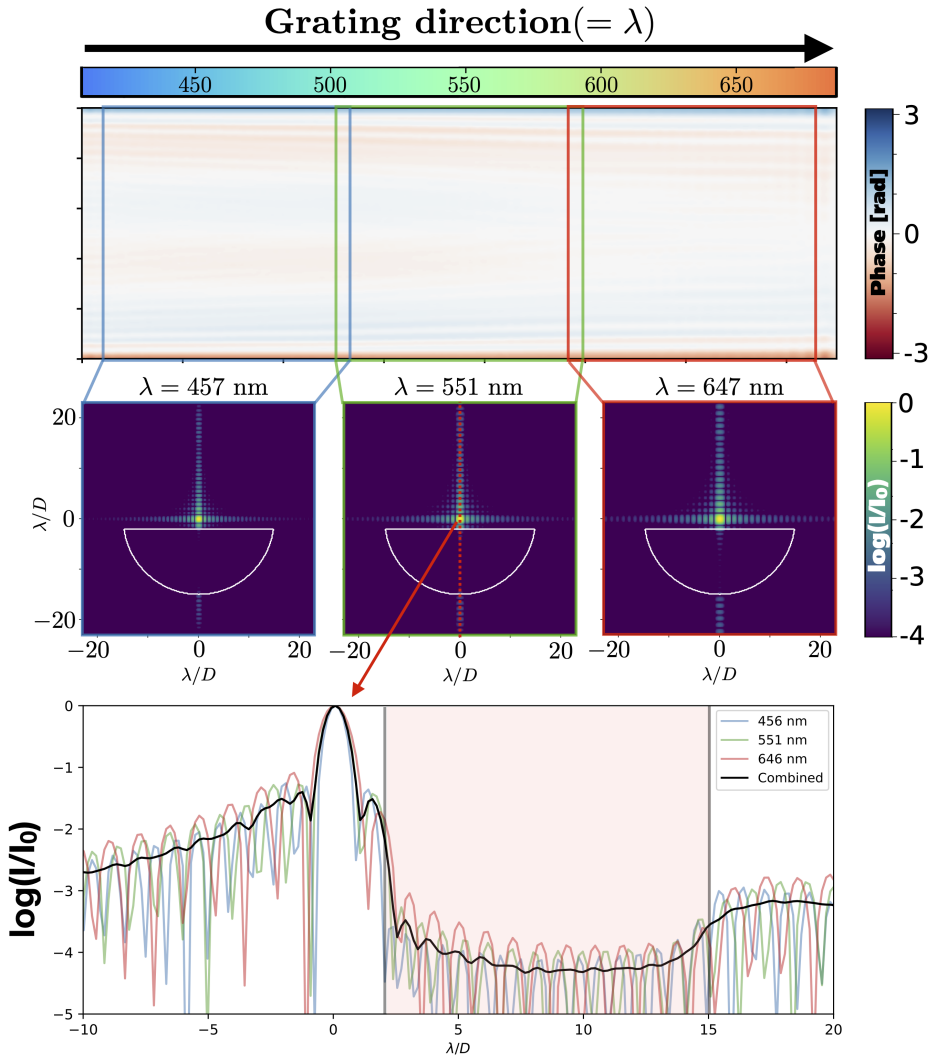 Grating direction(= λ)
450 500 550 600 650
3
0
-3
Phase [rad]
λ = 457 nm λ = 551 nm λ = 647 nm
20
0
−20
λ/D
−20 0 20 −20 0 20 −20 0 20
λ/D λ/D λ/D
0
-1
-2
-3
-4
log(I/I₀)
0
−1
−2
−3
−4
−5
log(I/I₀)
456 nm
551 nm
646 nm
Combined
−10 −5 0 5 10 15 20
λ/D